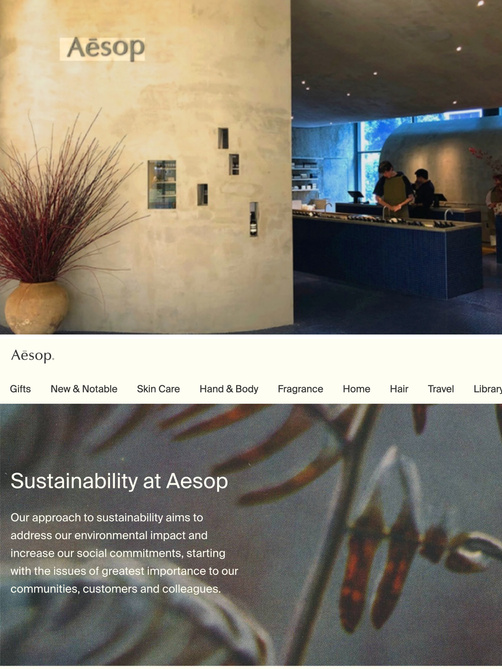 Aēsop
Aēsop.
Gifts New & Notable Skin Care Hand & Body Fragrance Home Hair Travel Library
Sustainability at Aesop
Our approach to sustainability aims to
address our environmental impact and
increase our social commitments, starting
with the issues of greatest importance to our
communities, customers and colleagues.